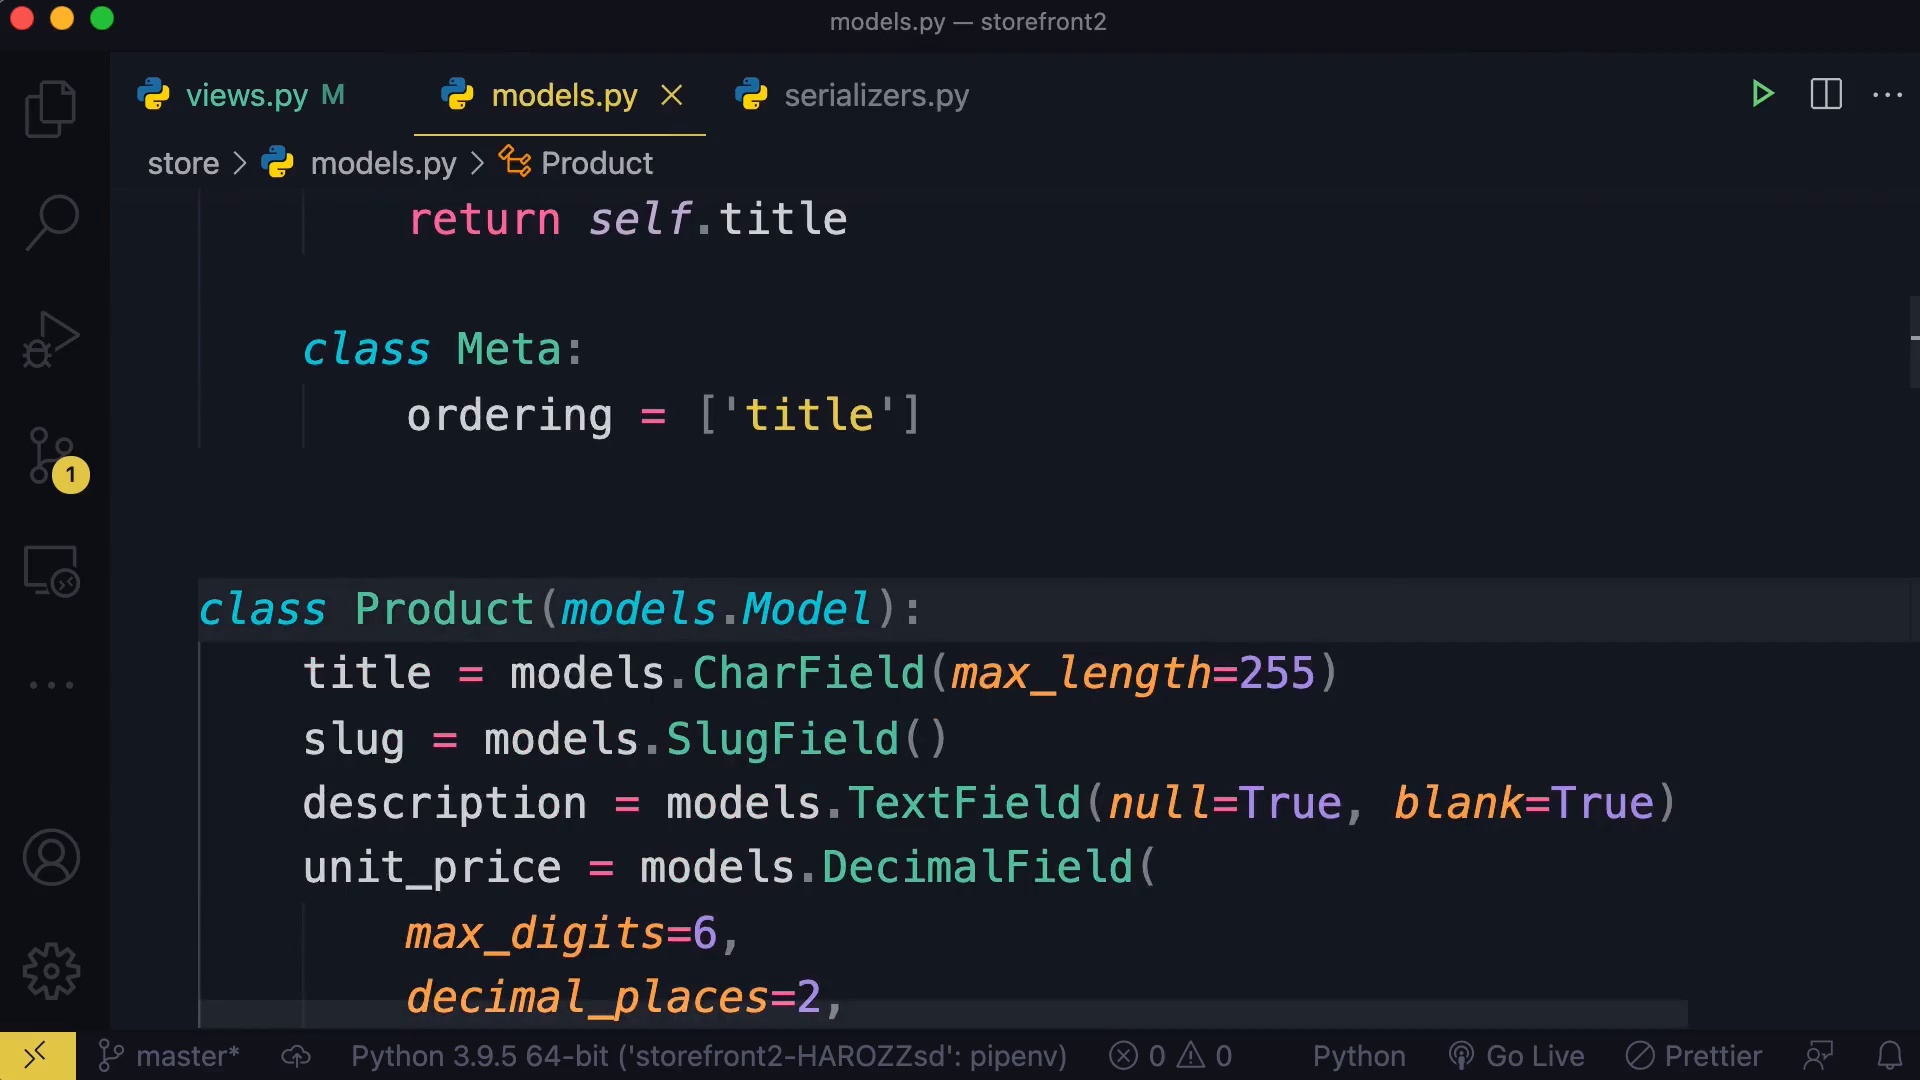 models.py — storefront2
views.py M models.py serializers.py
store > models.py > Product
return self.title
class Meta:
ordering = ['title']
class Product(models.Model):
title = models.CharField(max_length=255)
slug = models.SlugField()
description = models.TextField(null=True, blank=True)
unit_price = models.DecimalField(
max_digits=6,
decimal_places=2,
1
master* Python 3.9.5 64-bit ('storefront2-HAROZZsd': pipenv) 0 0 Python Go Live Prettier